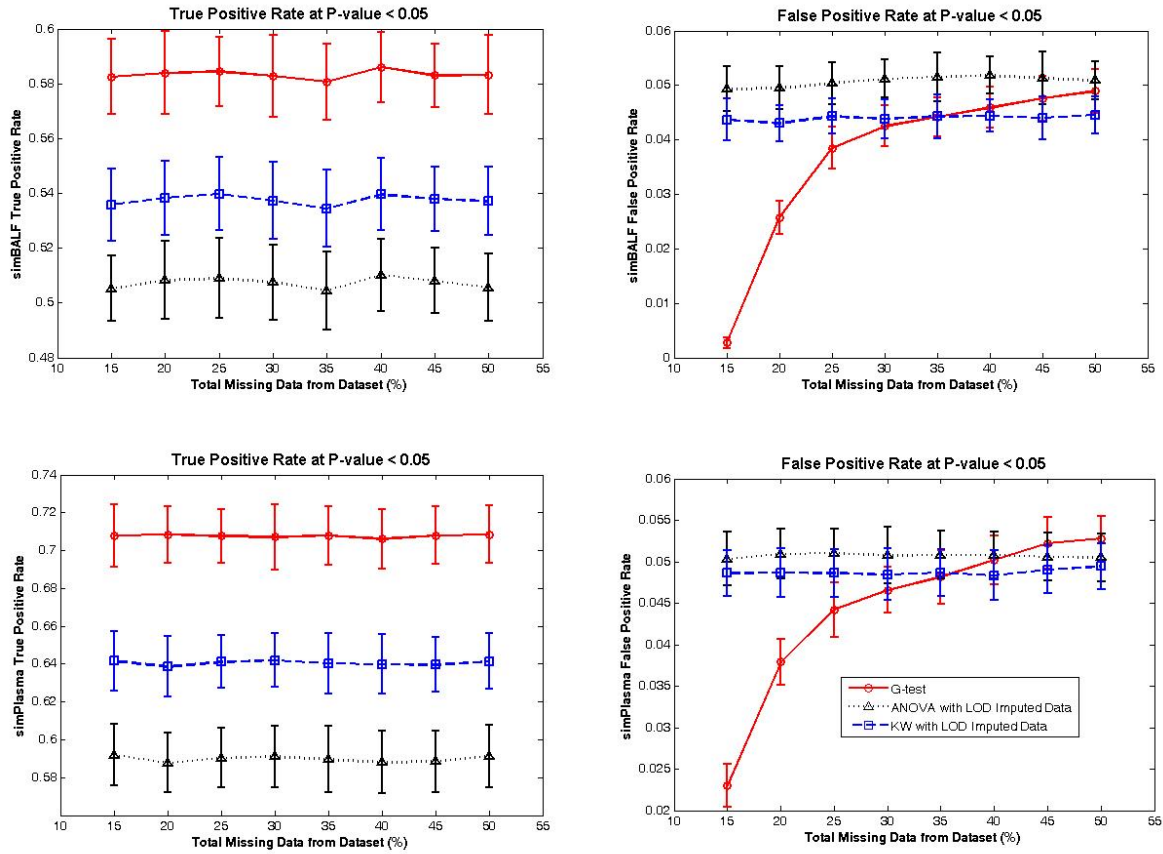 True Positive Rate at P-value < 0.05
simBALF True Positive Rate
0.6
0.58
0.56
0.54
0.52
0.5
0.48
10 15 20 25 30 35 40 45 50 55
Total Missing Data from Dataset (%)
False Positive Rate at P-value < 0.05
simBALF False Positive Rate
0.06
0.05
0.04
0.03
0.02
0.01
0
10 15 20 25 30 35 40 45 50 55
Total Missing Data from Dataset (%)
True Positive Rate at P-value < 0.05
simPlasma True Positive Rate
0.74
0.72
0.7
0.68
0.66
0.64
0.62
0.6
0.58
10 15 20 25 30 35 40 45 50 55
Total Missing Data from Dataset (%)
False Positive Rate at P-value < 0.05
simPlasma False Positive Rate
0.06
0.055
0.05
0.045
0.04
0.035
0.03
0.025
0.02
G-test
ANOVA with LOD Imputed Data
KW with LOD Imputed Data
10 15 20 25 30 35 40 45 50 55
Total Missing Data from Dataset (%)